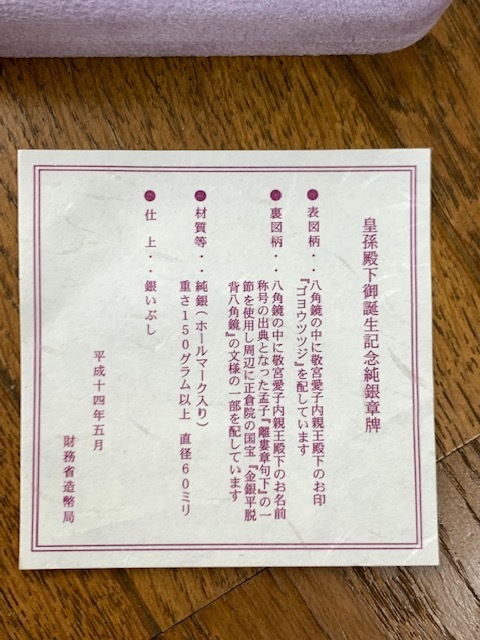 皇孫殿下御誕生記念純銀章牌
●表図柄・・八角鏡の中に敬宮愛子内親王殿下のお印
『ゴヨウツツジ』を配しています
●裏図柄・・八角鏡の中に敬宮愛子内親王殿下のお名前
称号の出典となった孟子『離婁章句下』の一
節を使用し周辺に正倉院の国宝『金銀平脱
背八角鏡』の文様の一部を配しています
●材質等・・純銀（ホールマーク入り）
重さ150グラム以上　直径60ミリ
●仕　上・・銀いぶし
平成十四年五月
財務省造幣局